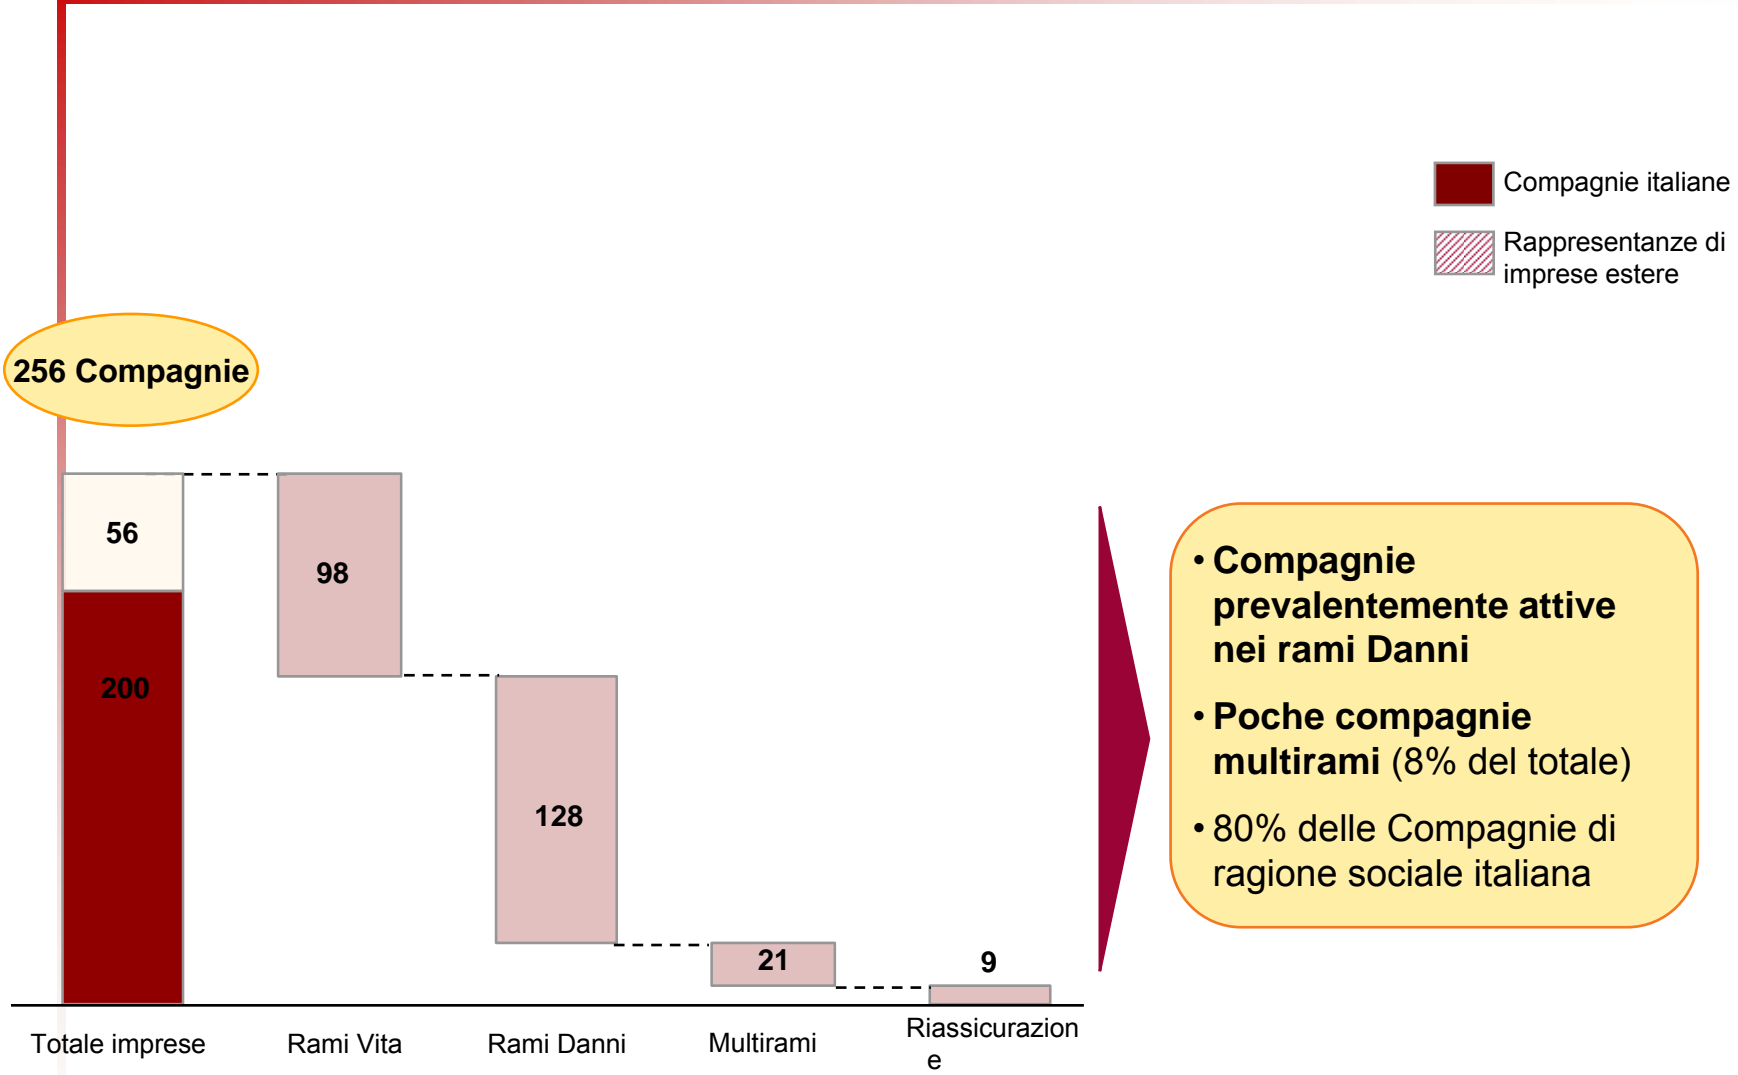 Compagnie italiane
Rappresentanze di
imprese estere
256 Compagnie
56
200
98
128
21
9
Totale imprese
Rami Vita
Rami Danni
Multirami
Riassicurazion
e
• Compagnie
prevalentemente attive
nei rami Danni
• Poche compagnie
multirami (8% del totale)
• 80% delle Compagnie di
ragione sociale italiana